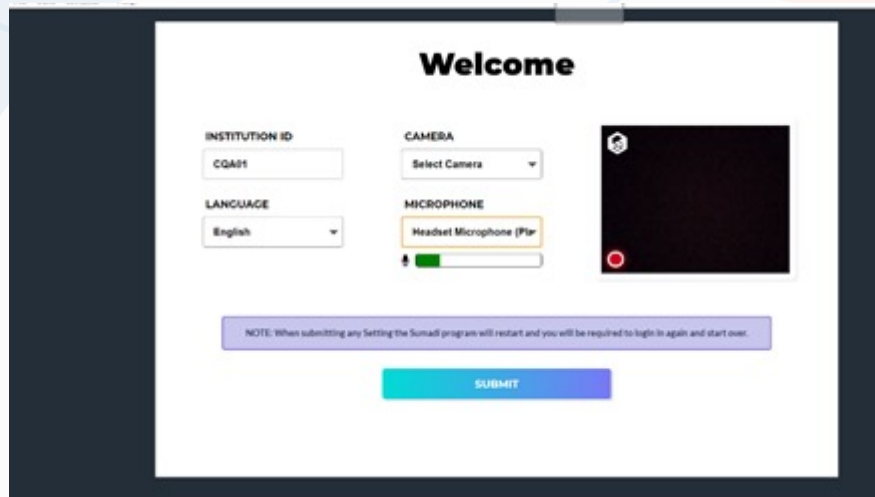 Welcome
INSTITUTION ID
CAMERA
CQA01
Select Camera
LANGUAGE
MICROPHONE
English
Headset Microphone (Pla
NOTE: When submitting any Setting the Sumadi program will restart and you will be required to login in again and start over.
SUBMIT